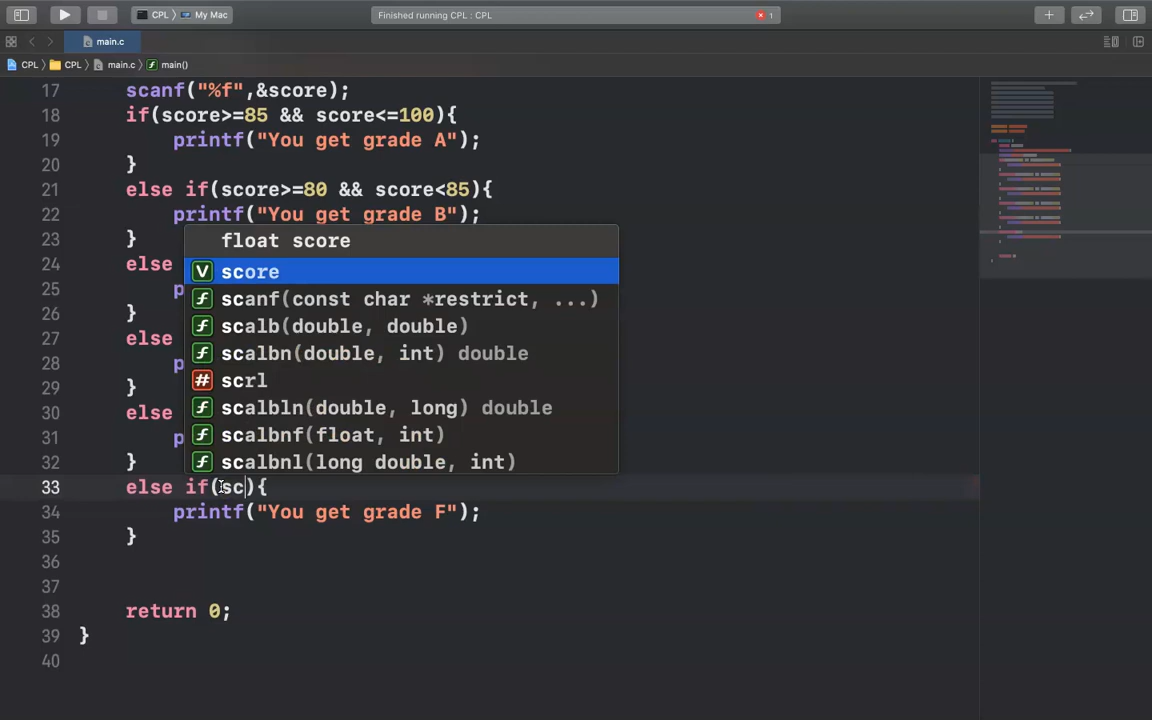 CPL 〉 My Mac
Finished running CPL : CPL
1
main.c
CPL 〉 CPL 〉 main.c 〉 main()
17 scanf("%f",&score);
18 if(score>=85 && score<=100){
19 printf("You get grade A");
20 }
21 else if(score>=80 && score<85){
22 printf("You get grade B");
23 }
float score
24 else
V score
25 p
f scanf(const char *restrict, ...)
26 }
f scalb(double, double)
27 else
f scalbn(double, int) double
28 p
# scrl
29 }
f scalbln(double, long) double
30 else
f scalbnf(float, int)
31 p
f scalbnl(long double, int)
32 }
33 else if(sc){
34 printf("You get grade F");
35 }
36
37
38 return 0;
39 }
40